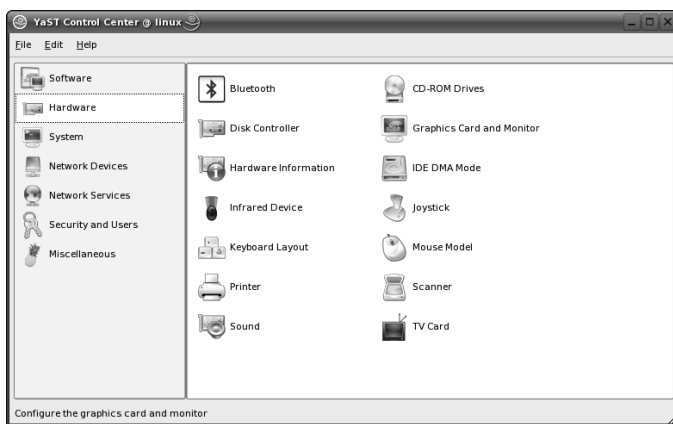 YaST Control Center @ linux
File Edit Help
Software
Hardware
System
Network Devices
Network Services
Security and Users
Miscellaneous
Bluetooth
CD-ROM Drives
Disk Controller
Graphics Card and Monitor
Hardware Information
IDE DMA Mode
Infrared Device
Joystick
Keyboard Layout
Mouse Model
Printer
Scanner
Sound
TV Card
Configure the graphics card and monitor